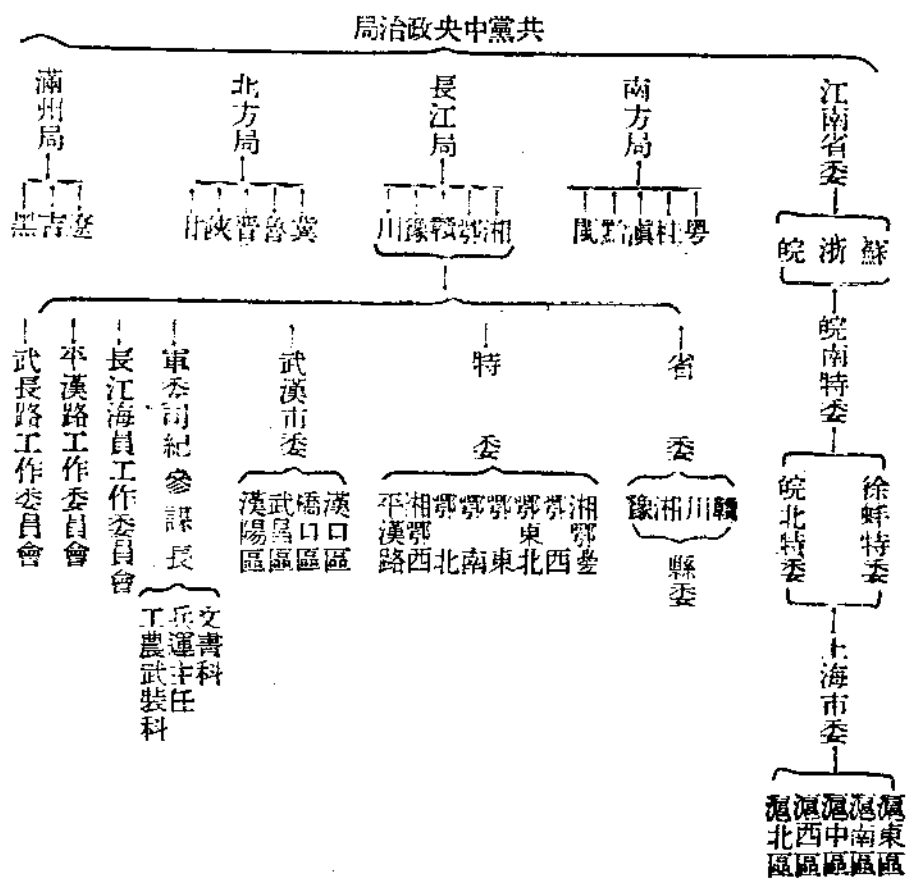 共黨中央政治局
江南省委
南方局
長江局
北方局
滿州局
蘇浙皖
粵桂滇黔閩
湘鄂贛豫川
冀魯晉陝甘
遼吉黑
皖南特委
徐蚌特委
皖北特委
上海市委
滬東區
滬南區
滬中區
滬西區
滬北區
省委
贛川湘豫
縣委
特委
湘鄂
鄂西
鄂東北
鄂東
鄂南
鄂北
湘鄂西
平漢路
武漢市委
漢口區
橋口區
武昌區
漢陽區
軍委司紀參謀長
文書科
兵運主任
工農武裝科
長江海員工作委員會
平漢路工作委員會
武長路工作委員會